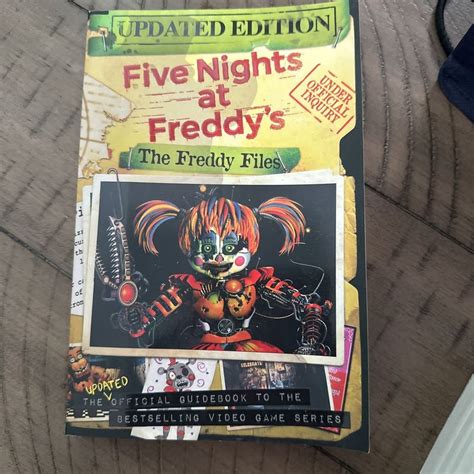 UPDATED EDITION
Five Nights
at
Freddy's
UNDER
OFFICIAL
INQUIRY
The Freddy Files
UPDATED
THE OFFICIAL GUIDEBOOK TO THE
BESTSELLING VIDEO GAME SERIES